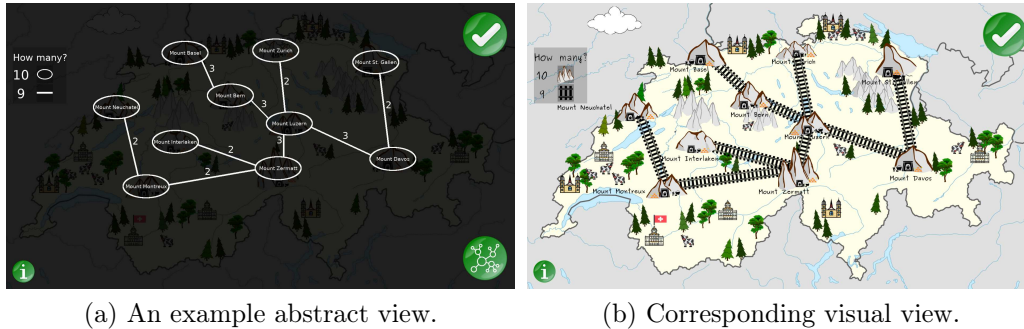 How many?
10
9
Mount Basel
Mount Zurich
Mount St. Gallen
3
2
Mount Bern
2
Mount Neuchatel
3
Mount Luzern
3
2
Mount Interlaken
3
2
Mount Davos
Mount Zermatt
2
Mount Montreux
i
How many?
10
9
Mount Basel
Mount Neuchatel
Mount Bern
Mount Interlaken
Mount Montreux
Mount Zermatt
Mount Davos
i
(a) An example abstract view.
(b) Corresponding visual view.